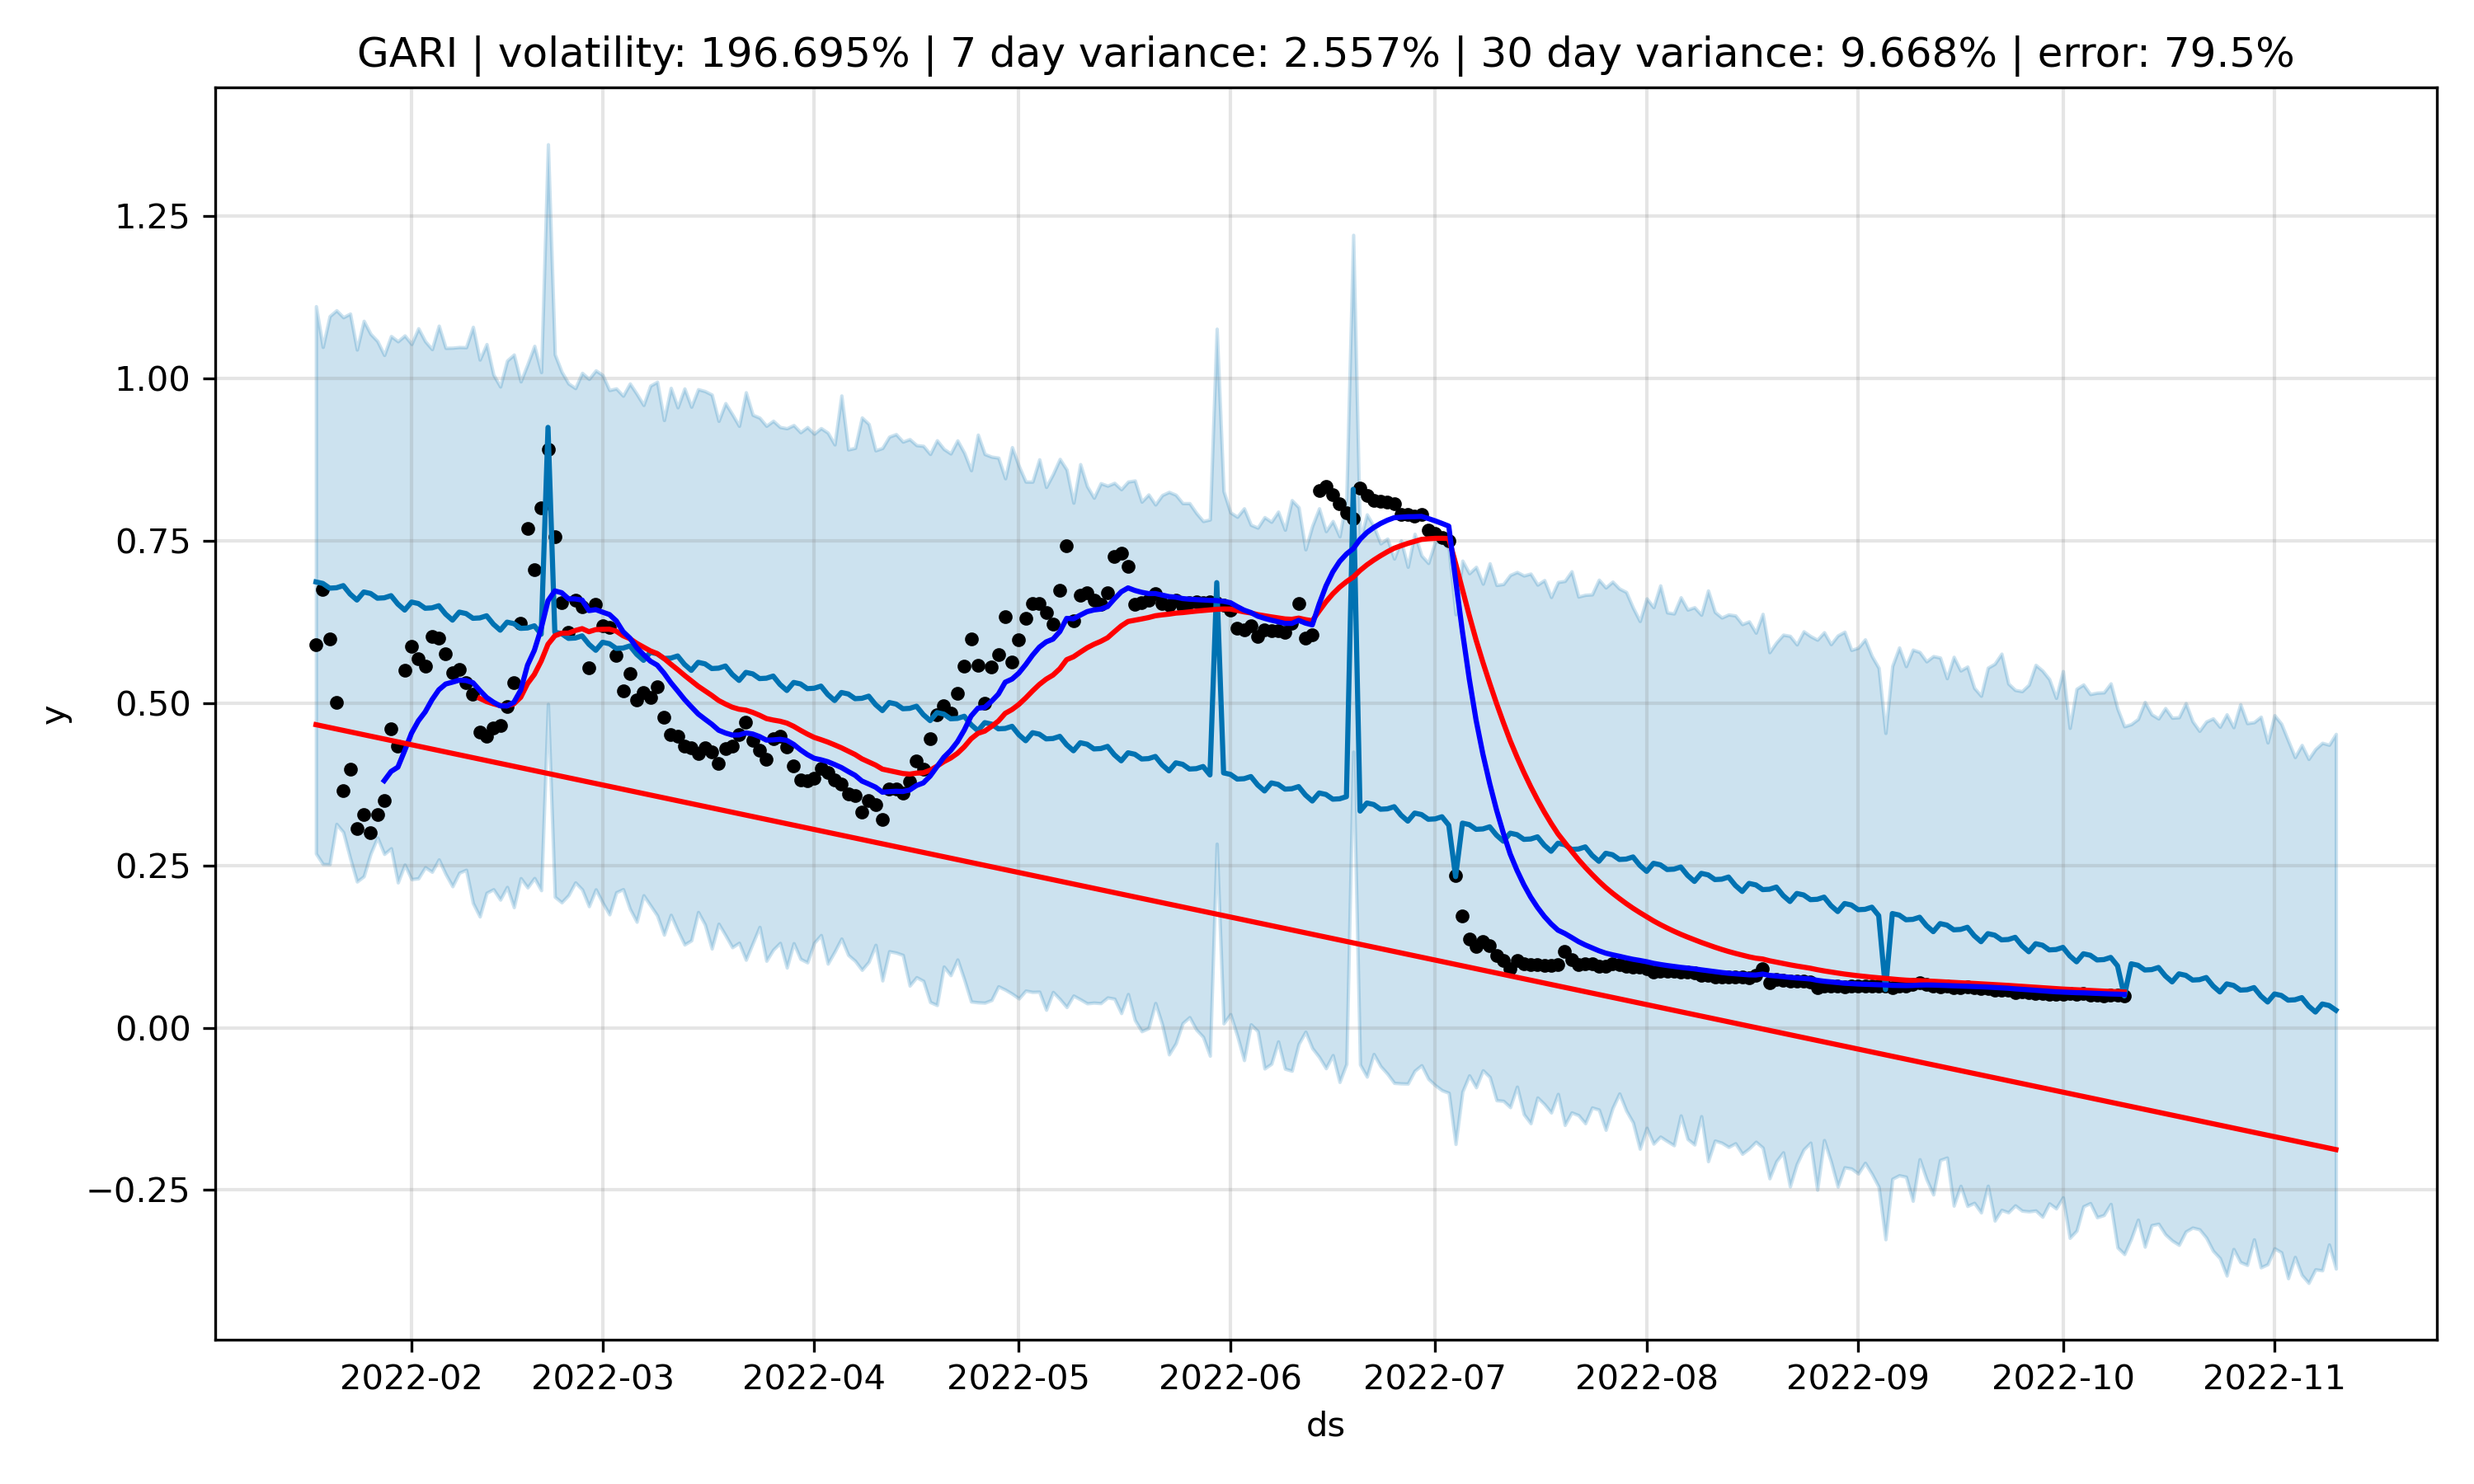 GARI | volatility: 196.695% | 7 day variance: 2.557% | 30 day variance: 9.668% | error: 79.5%
y
1.25
1.00
0.75
0.50
0.25
0.00
−0.25
2022-02 2022-03 2022-04 2022-05 2022-06 2022-07 2022-08 2022-09 2022-10 2022-11
ds